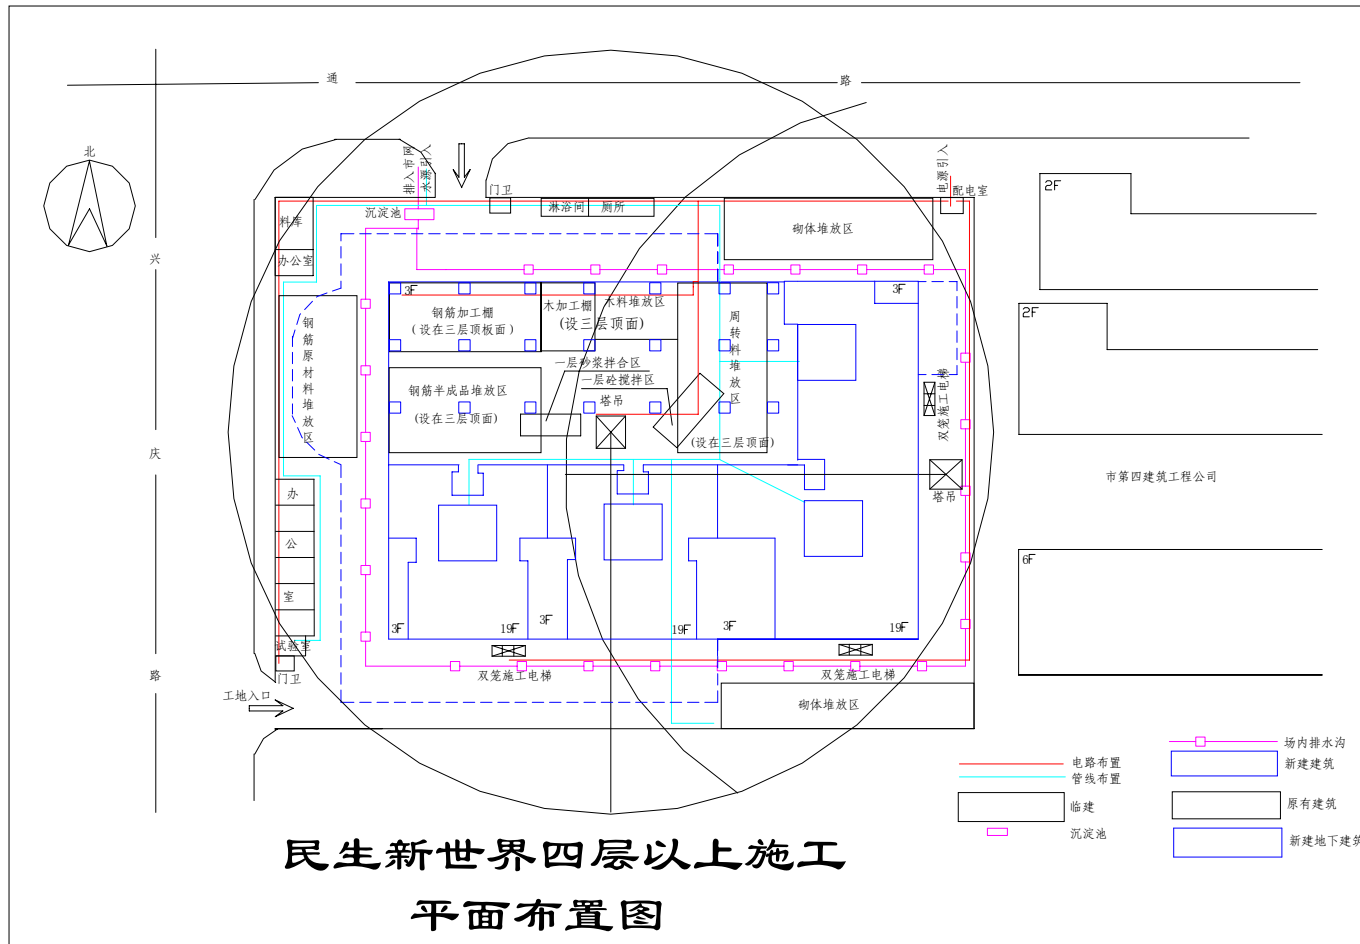 通 路
北
排入市网
水源引入
电源引入
门卫
配电室
2F
料库
沉淀池
淋浴间
厕所
砌体堆放区
兴
庆
路
办公室
3F
3F
2F
钢筋加工棚
(设在三层顶板面)
木加工棚
木料堆放区
(设三层顶面)
周转料堆放区
钢筋原材料堆放区
一层砂浆拌合区
一层砼搅拌区
钢筋半成品堆放区
(设在三层顶面)
塔吊
(设在三层顶面)
双笼施工电梯
塔吊
市第四建筑工程公司
办
公
室
6F
3F
19F
3F
19F
3F
19F
试验室
门卫
双笼施工电梯
双笼施工电梯
工地入口
砌体堆放区
电路布置
管线布置
临建
沉淀池
场内排水沟
新建建筑
原有建筑
新建地下建筑
民生新世界四层以上施工
平面布置图